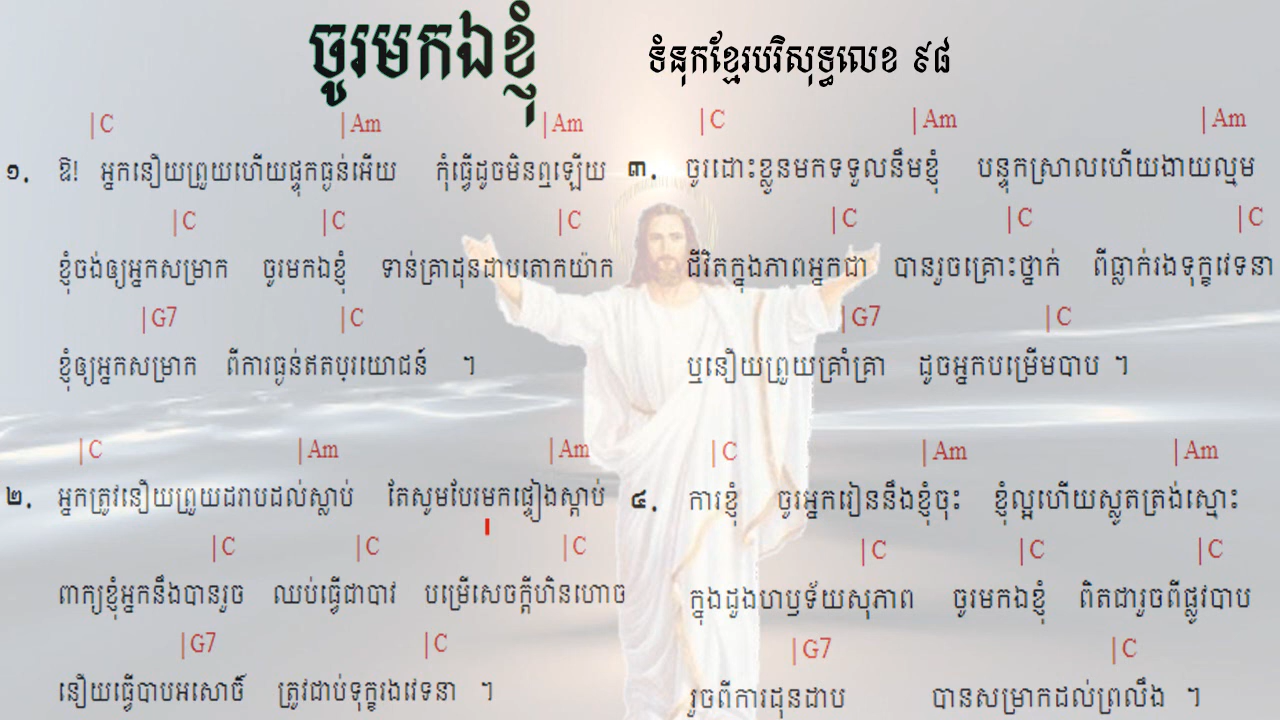 ចូរមកឯខ្ញុំ
ទំនុកខ្មែរបរិសុទ្ធលេខ ៩៨
|C |Am |Am
១. ឱ! អ្នកនឿយព្រួយហើយផ្ទុកធ្ងន់អើយ កុំធ្វើដូចមិនឮឡើយ
|C |C |C
ខ្ញុំចង់ឲ្យអ្នកសម្រាក ចូរមកឯខ្ញុំ ទាន់គ្រាដុនដាបតោកយ៉ាក
|G7 |C
ខ្ញុំឲ្យអ្នកសម្រាក ពីការធ្ងន់ឥតបុរយោជន៍ ។
|C |Am |Am
២. អ្នកត្រូវនឿយព្រួយដរាបដល់ស្លាប់ តែសូមបែរមកផ្ទៀងស្តាប់
|C |C |C
ពាក្យខ្ញុំអ្នកនឹងបានរួច ឈប់ធ្វើជាបាវ បម្រើសេចក្តីហិនហោច
|G7 |C
នឿយធ្វើបាបអសោចិ៍ ត្រូវដាប់ទុក្ខរងវេទនា ។
|C |Am |Am
៣. ចូរដោះខ្លួនមកទទួលនឹមខ្ញុំ បន្ទុកស្រាលហើយងាយល្មម
|C |C |C
ជីវិតក្នុងភាពអ្នកជា បានរួចគ្រោះថ្នាក់ ពីធ្លាក់រងទុក្ខវេទនា
|G7 |C
ឬនឿយព្រួយគ្រាំគ្រា ដូចអ្នកបម្រើមបាប ។
|C |Am |Am
៤. ការខ្ញុំ ចូរអ្នករៀននឹងខ្ញុំចុះ ខ្ញុំល្អហើយស្លូតត្រង់ស្មោះ
|C |C |C
ក្នុងដួងហឫទ័យសុភាព ចូរមកឯខ្ញុំ ពិតជារួចពីផ្លូវបាប
|G7 |C
រួចពីការដុនដាប បានសម្រាកដល់ព្រលឹង ។